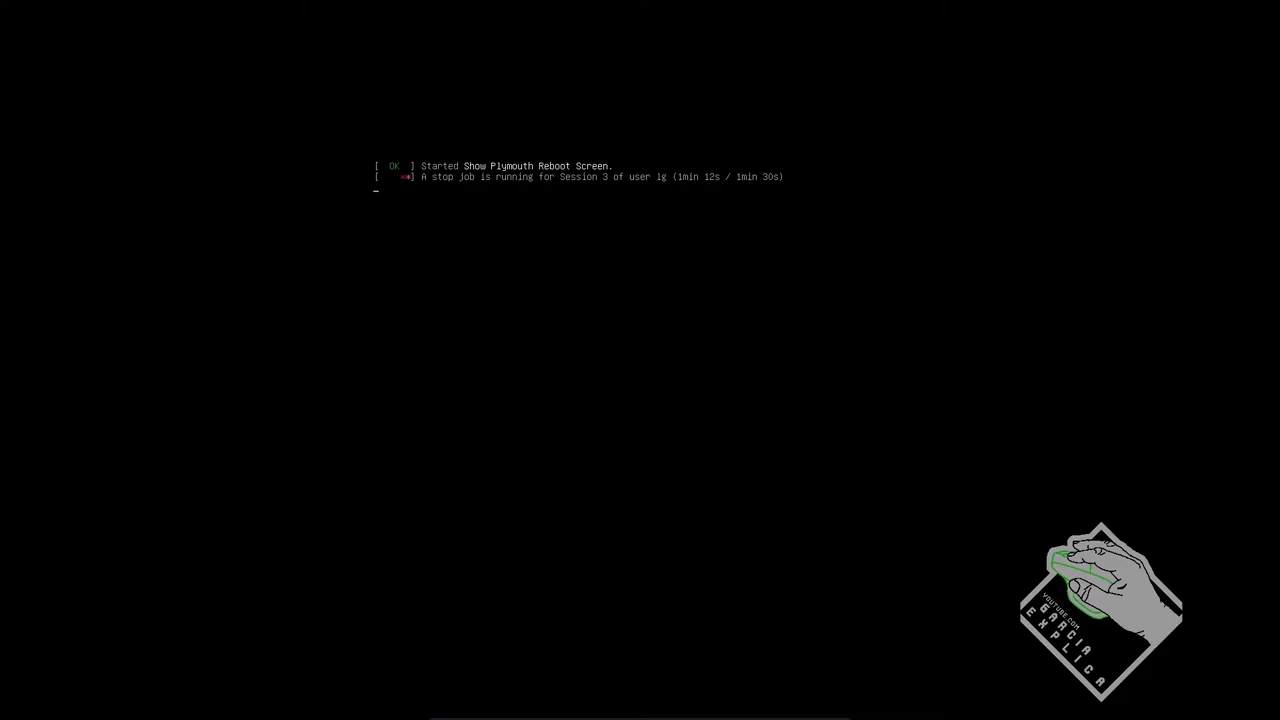 [  OK  ] Started Show Plymouth Reboot Screen.
[   **] A stop job is running for Session 3 of user lg (1min 12s / 1min 30s)
_
YOUTUBE.COM
GARCIA
EXPLICA